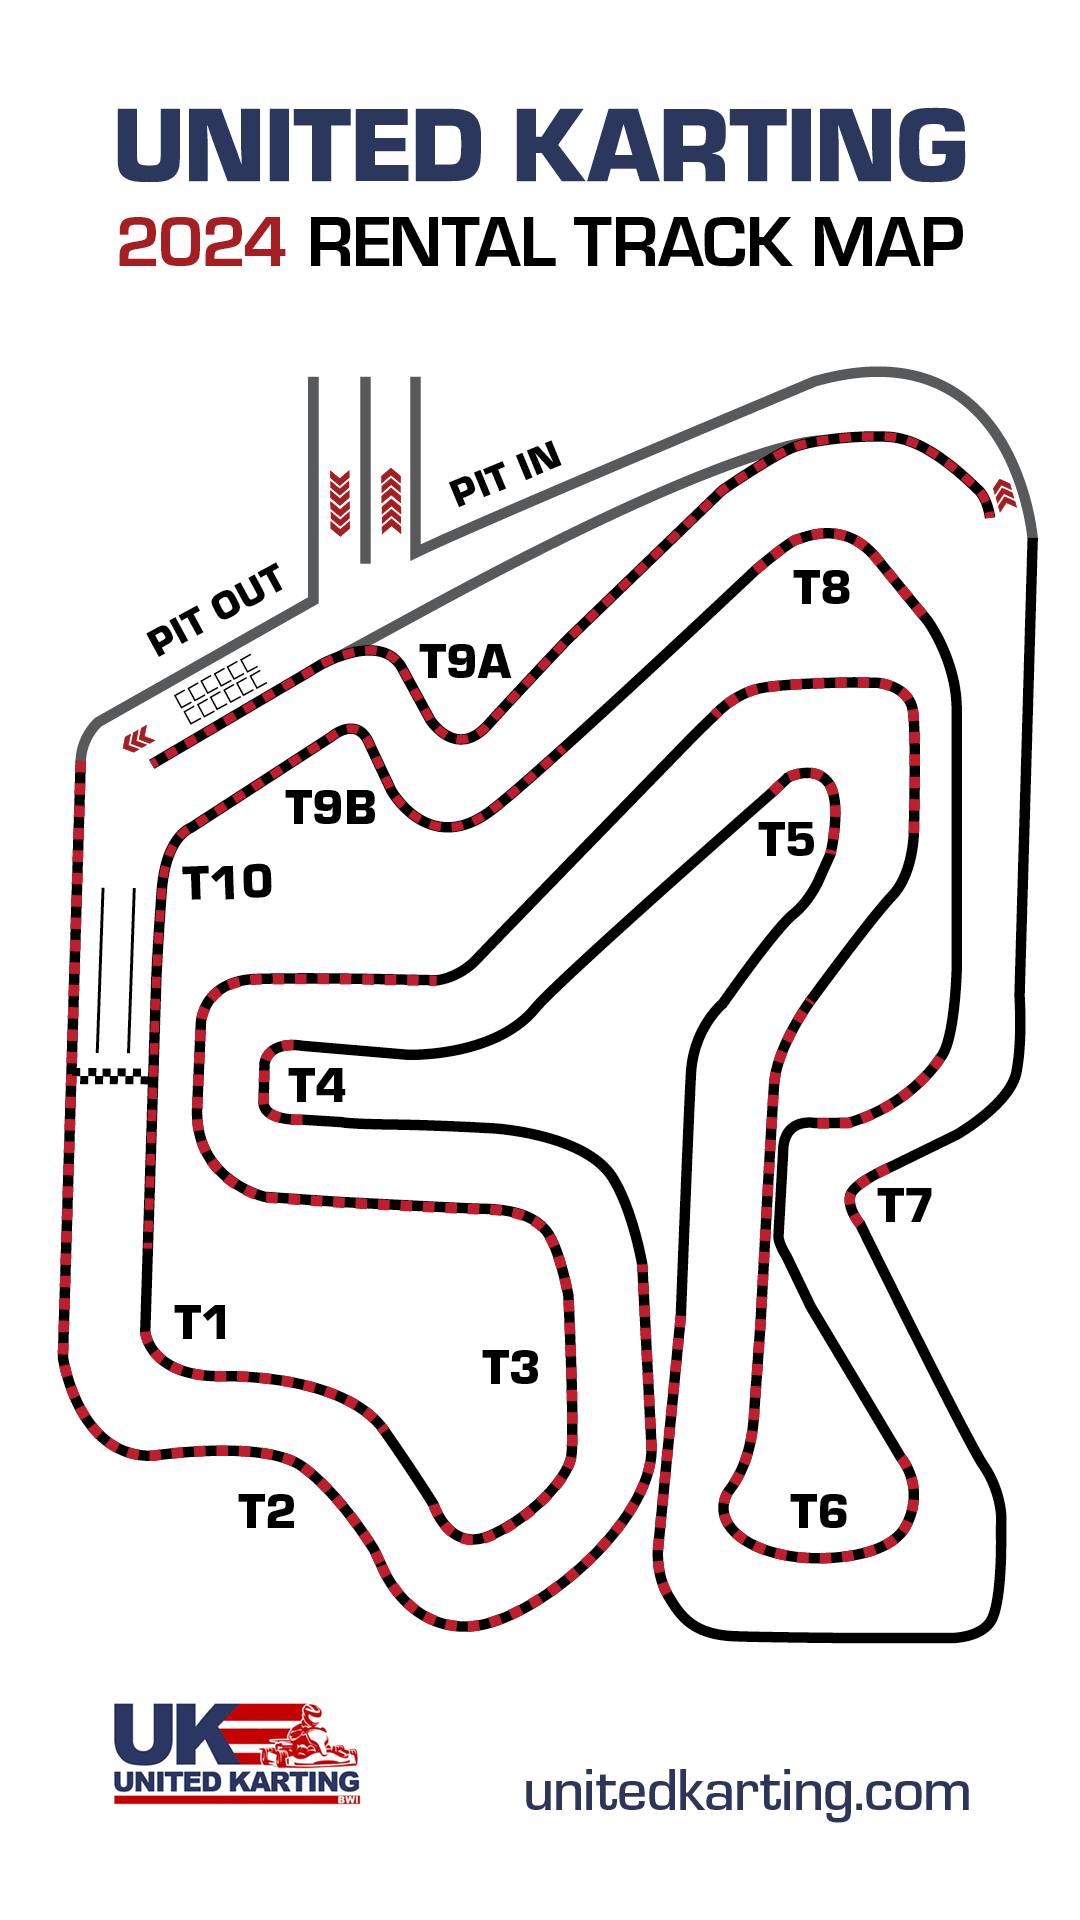 UNITED KARTING
2024 RENTAL TRACK MAP
PIT IN
PIT OUT
T8
T9A
T9B
T5
T10
T4
T7
T1
T3
T2
T6
UK
UNITED KARTING
BWI
unitedkarting.com